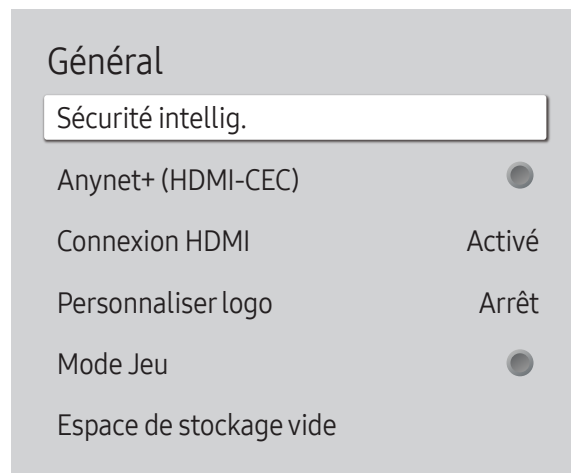 Général
Sécurité intellig.
Anynet+ (HDMI-CEC)
Connexion HDMI Activé
Personnaliser logo Arrêt
Mode Jeu
Espace de stockage vide